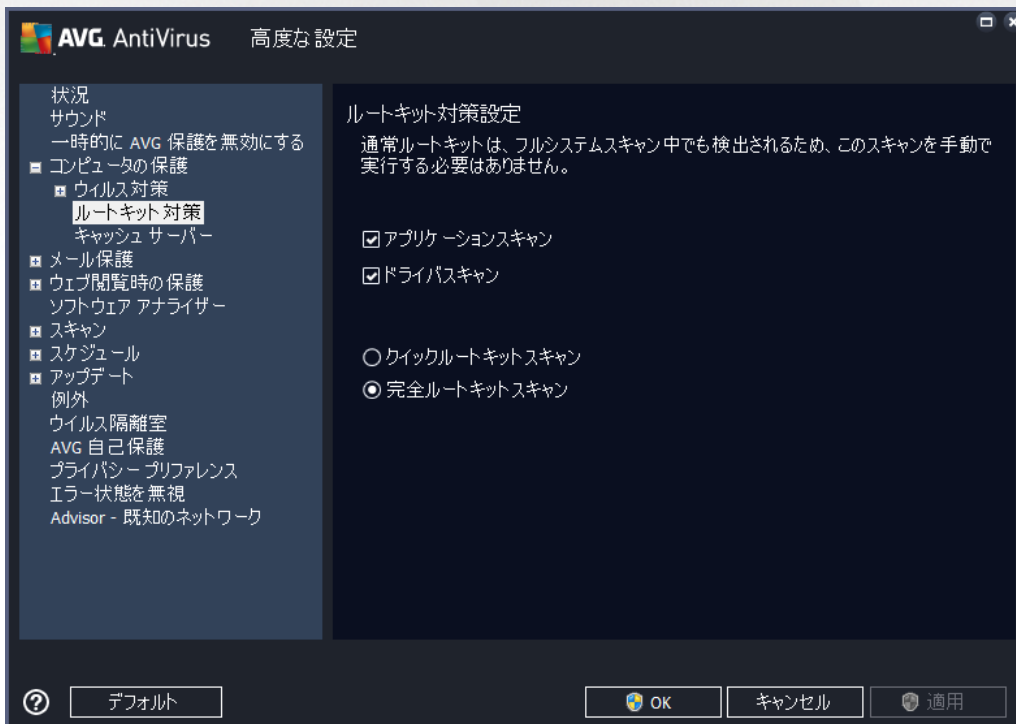 AVG. AntiVirus 高度な設定
状況
サウンド
一時的に AVG 保護を無効にする
コンピュータの保護
ウィルス対策
ルートキット対策
キャッシュ サーバー
メール保護
ウェブ閲覧時の保護
ソフトウェア アナライザー
スキャン
スケジュール
アップデート
例外
ウイルス隔離室
AVG 自己保護
プライバシー プリファレンス
エラー状態を無視
Advisor - 既知のネットワーク
ルートキット対策設定
通常ルートキットは、フルシステムスキャン中でも検出されるため、このスキャンを手動で
実行する必要はありません。
アプリケーションスキャン
ドライバスキャン
クイックルートキットスキャン
完全ルートキットスキャン
? デフォルト OK キャンセル 適用